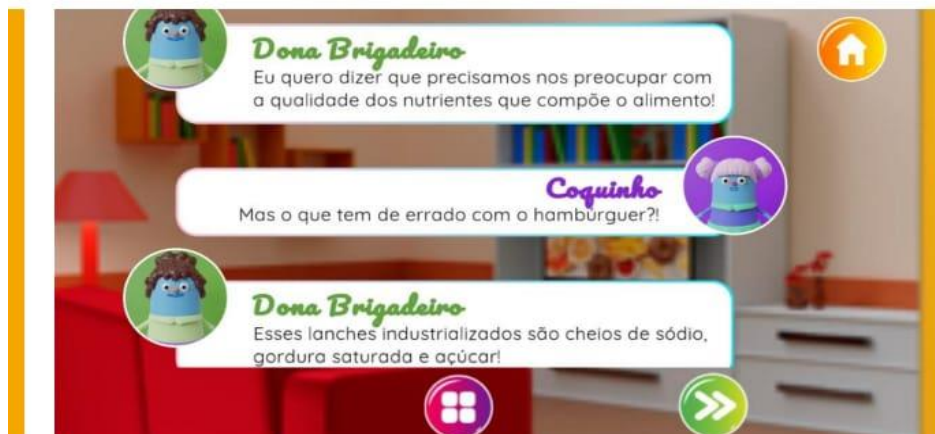 Dona Brigadeiro
Eu quero dizer que precisamos nos preocupar com
a qualidade dos nutrientes que compõe o alimento!
Coquinho
Mas o que tem de errado com o hambúrguer?!
Dona Brigadeiro
Esses lanches industrializados são cheios de sódio,
gordura saturada e açúcar!